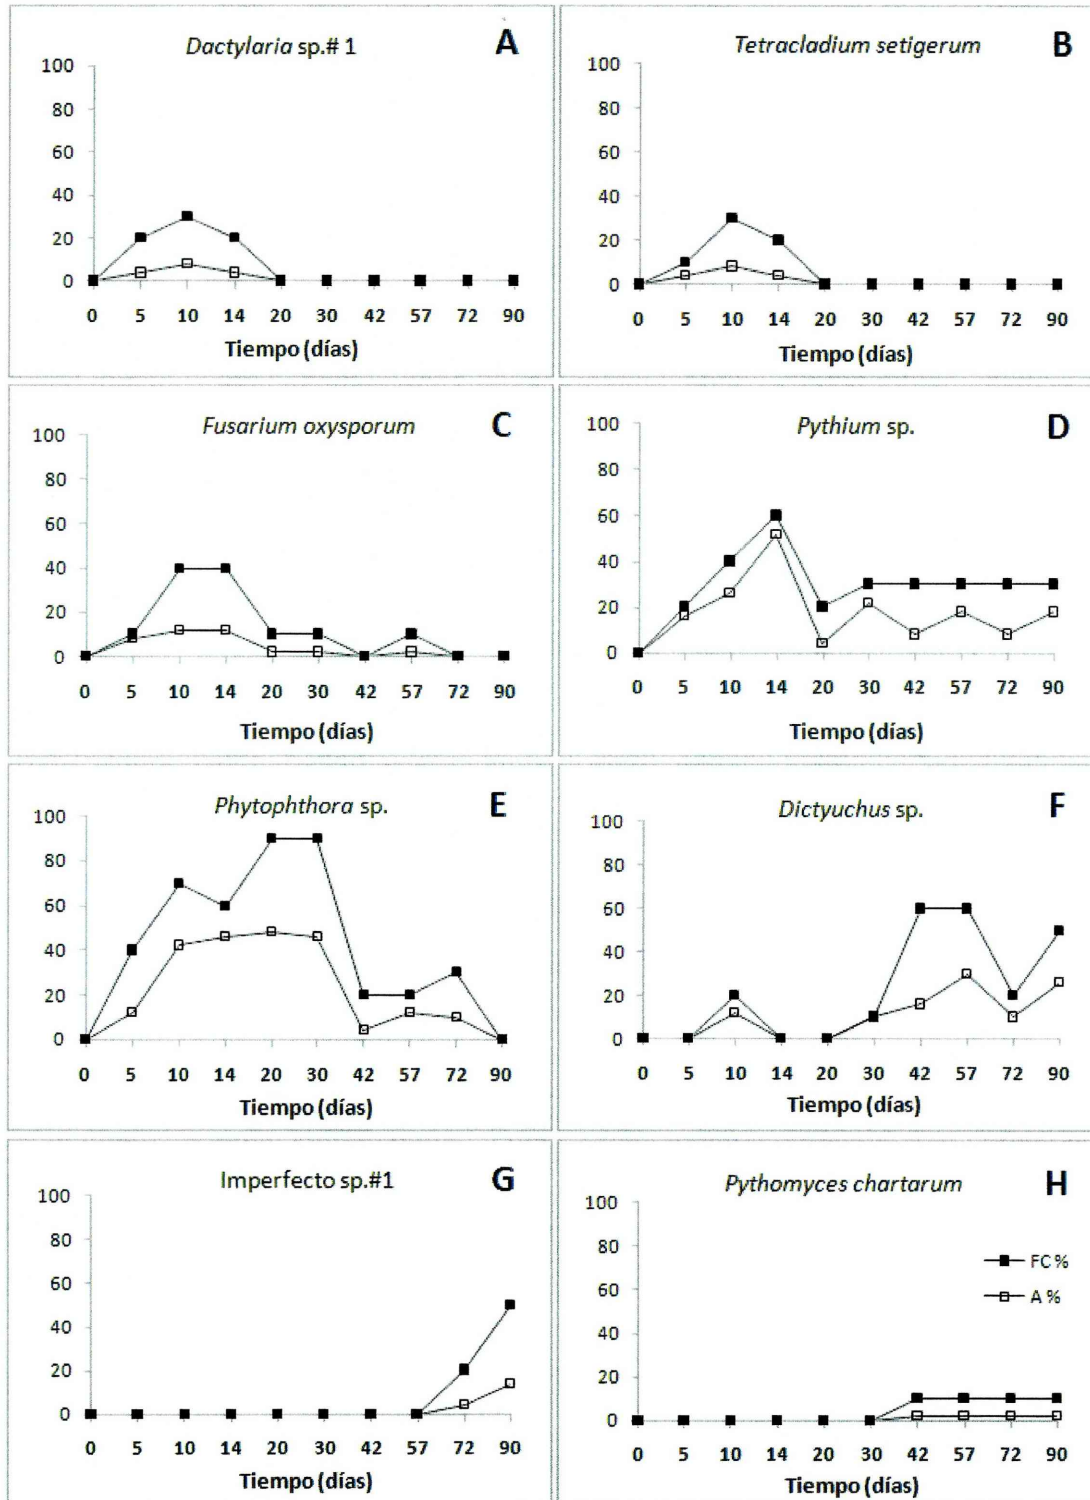 Dactylaria sp.# 1 A
100
80
60
40
20
0
0 5 10 14 20 30 42 57 72 90
Tiempo (días)
Tetracladium setigerum B
100
80
60
40
20
0
0 5 10 14 20 30 42 57 72 90
Tiempo (días)
Fusarium oxysporum C
100
80
60
40
20
0
0 5 10 14 20 30 42 57 72 90
Tiempo (días)
Pythium sp. D
100
80
60
40
20
0
0 5 10 14 20 30 42 57 72 90
Tiempo (días)
Phytophthora sp. E
100
80
60
40
20
0
0 5 10 14 20 30 42 57 72 90
Tiempo (días)
Dictyuchus sp. F
100
80
60
40
20
0
0 5 10 14 20 30 42 57 72 90
Tiempo (días)
Imperfecto sp.#1 G
100
80
60
40
20
0
0 5 10 14 20 30 42 57 72 90
Tiempo (días)
Pythomyces chartarum H
100
80
60
40
20
0
FC %
A %
0 5 10 14 20 30 42 57 72 90
Tiempo (días)